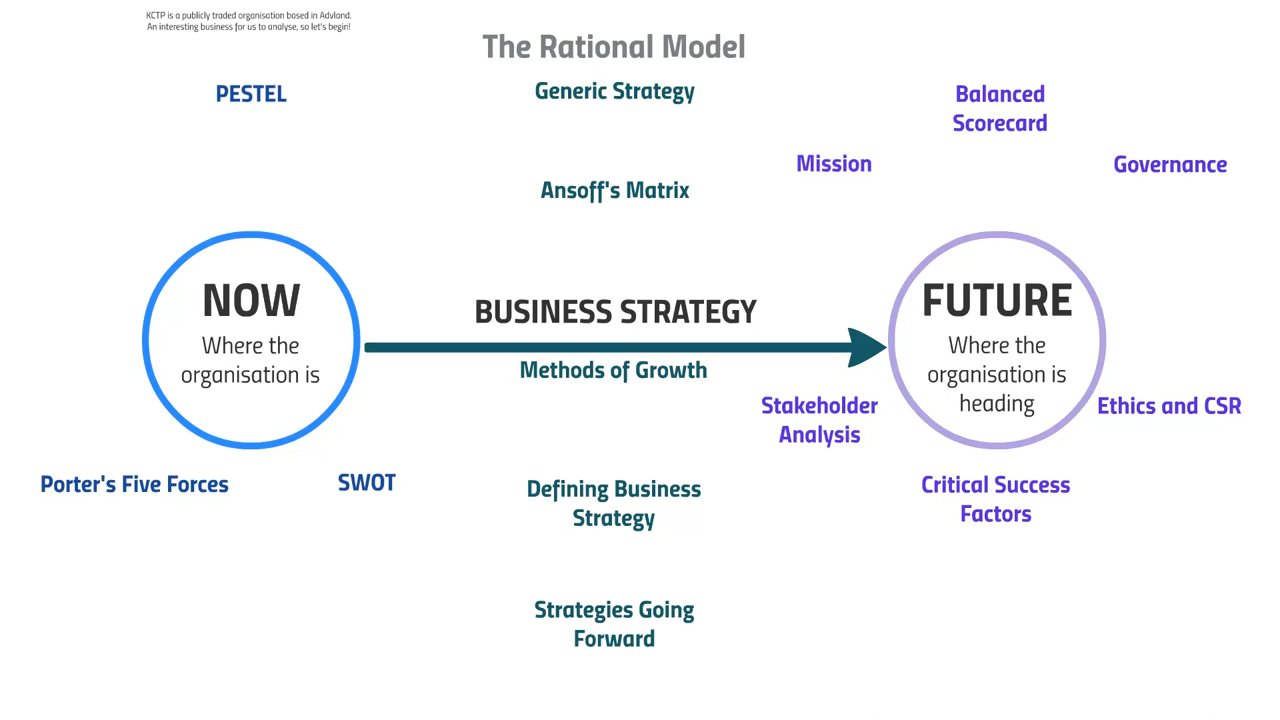 KCTP is a publicly traded organisation based in Advland.
An interesting business for us to analyse, so let's begin!
The Rational Model
PESTEL
Generic Strategy
Balanced
Scorecard
Mission
Governance
Ansoff's Matrix
NOW
Where the
organisation is
BUSINESS STRATEGY
Methods of Growth
FUTURE
Where the
organisation is
heading
Stakeholder
Analysis
Ethics and CSR
Porter's Five Forces
SWOT
Defining Business
Strategy
Critical Success
Factors
Strategies Going
Forward